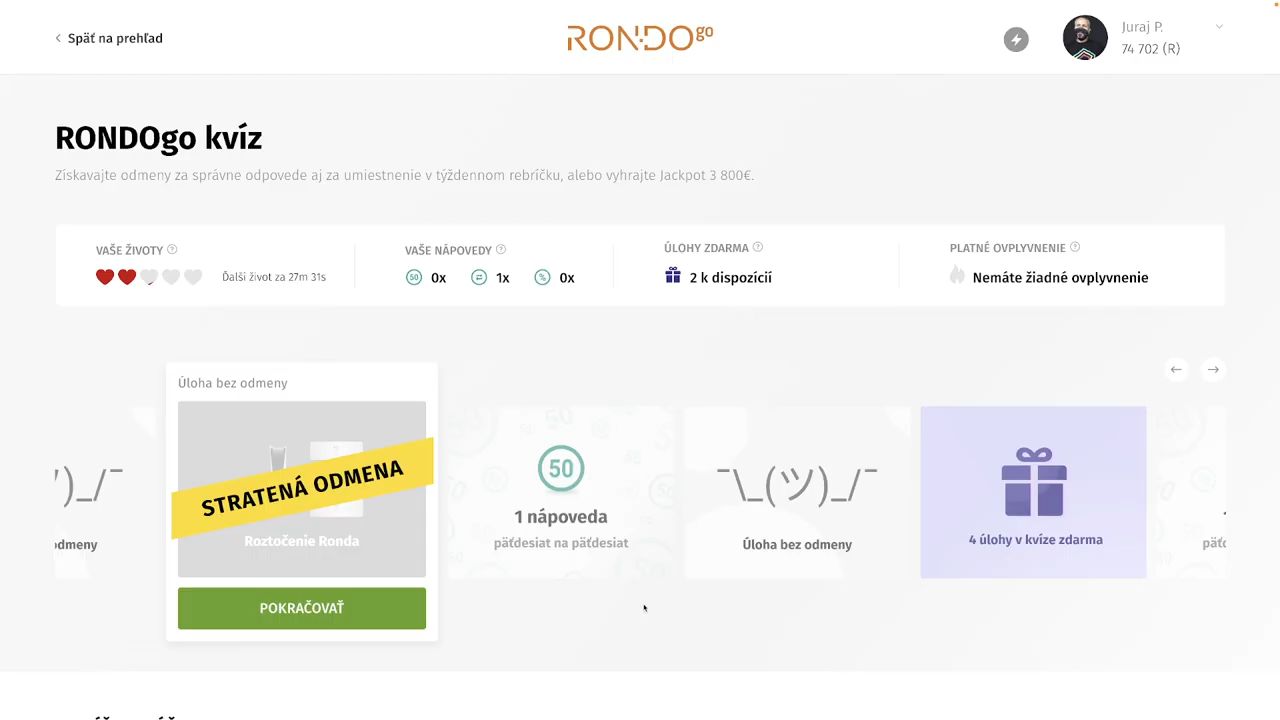 Späť na prehľad
RONDOgo
Juraj P.
74 702 (R)
RONDOgo kvíz
Získavajte odmeny za správne odpovede aj za umiestnenie v týždennom rebríčku, alebo vyhrajte Jackpot 3 800€.
VAŠE ŽIVOTY
Ďalší život za 27m 31s
VAŠE NÁPOVEDY
50 0x 1x % 0x
ÚLOHY ZDARMA
2 k dispozícií
PLATNÉ OVPLYVNENIE
Nemáte žiadné ovplyvnenie
)_/¯
Úloha bez odmeny
STRATENÁ ODMENA
Roztočenie Ronda
POKRAČOVAŤ
50
1 nápoveda
päťdesiat na päťdesiat
¯\_(ツ)_/¯
Úloha bez odmeny
4 úlohy v kvíze zdarma